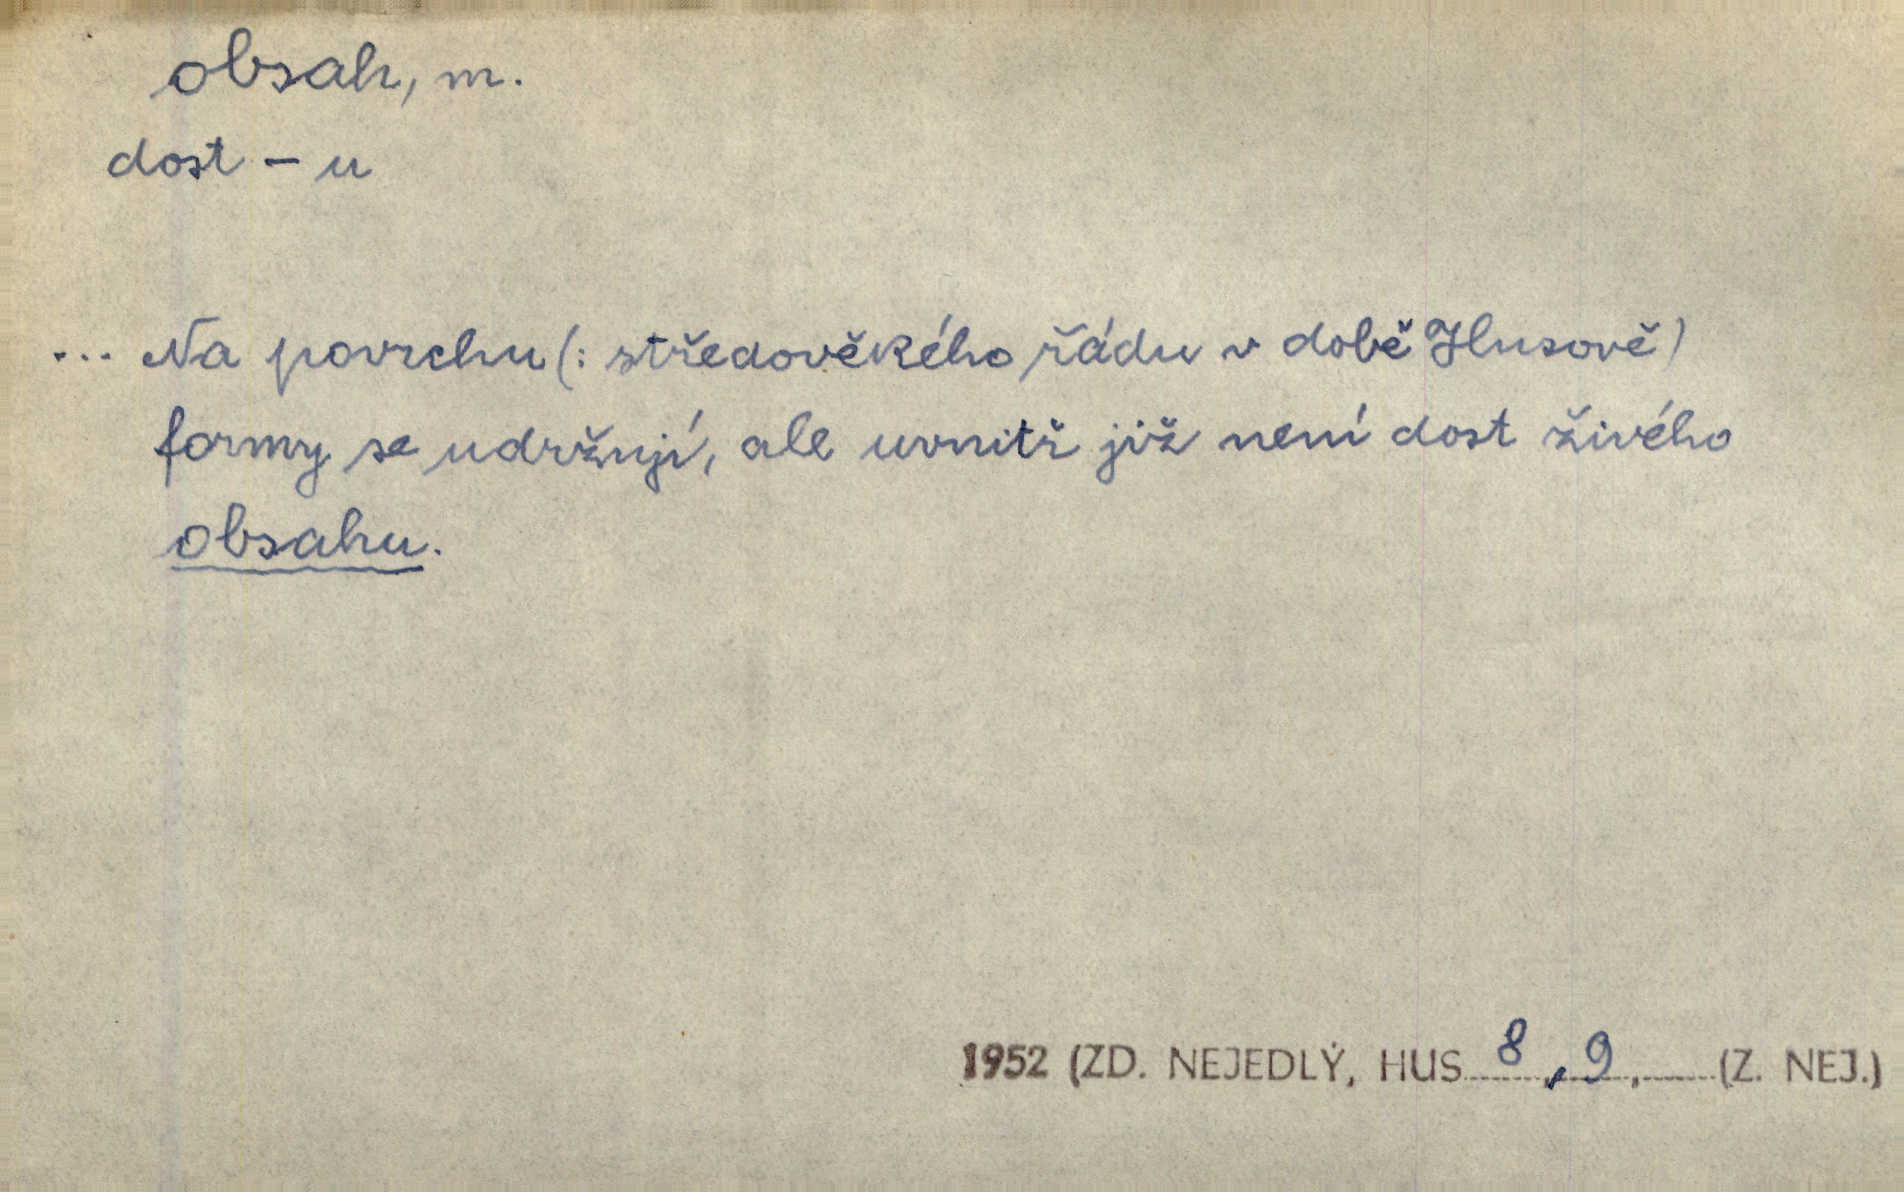 obsah, m.
dost - u
... Na povrchu (: středověkého řádu v době Husově)
formy se udržují, ale uvnitř již není dost živého
obsahu.
1952 (ZD. NEJEDLÝ, HUS 8, 9, (Z. NEJ.)